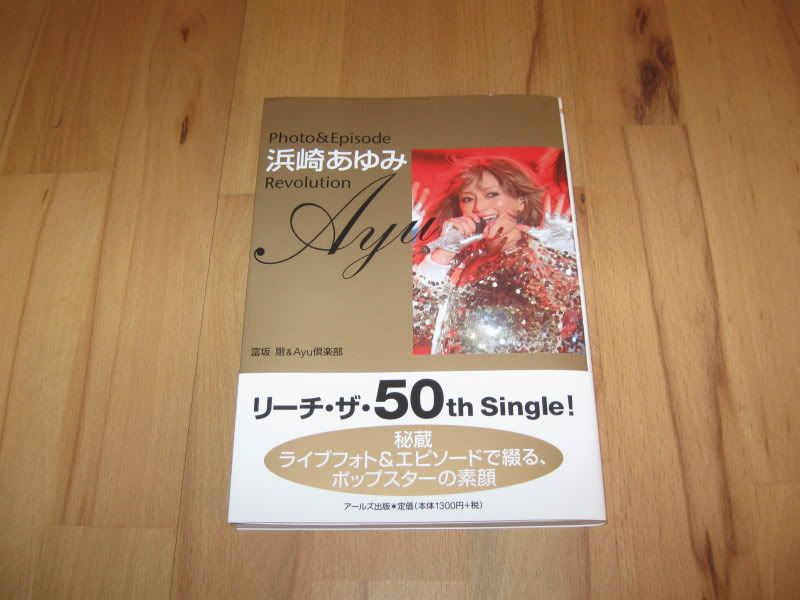 Photo&Episode
浜崎あゆみ
Revolution
Ayu
富坂 剛&Ayu倶楽部
リーチ・ザ・50th Single!
秘蔵
ライブフォト&エピソードで綴る、
ポップスターの素顔
アールズ出版*定価(本体1300円+税)